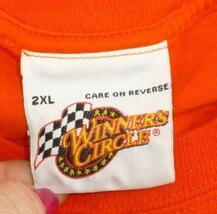 2XL CARE ON REVERSE
WINNER'S
CIRCLE®